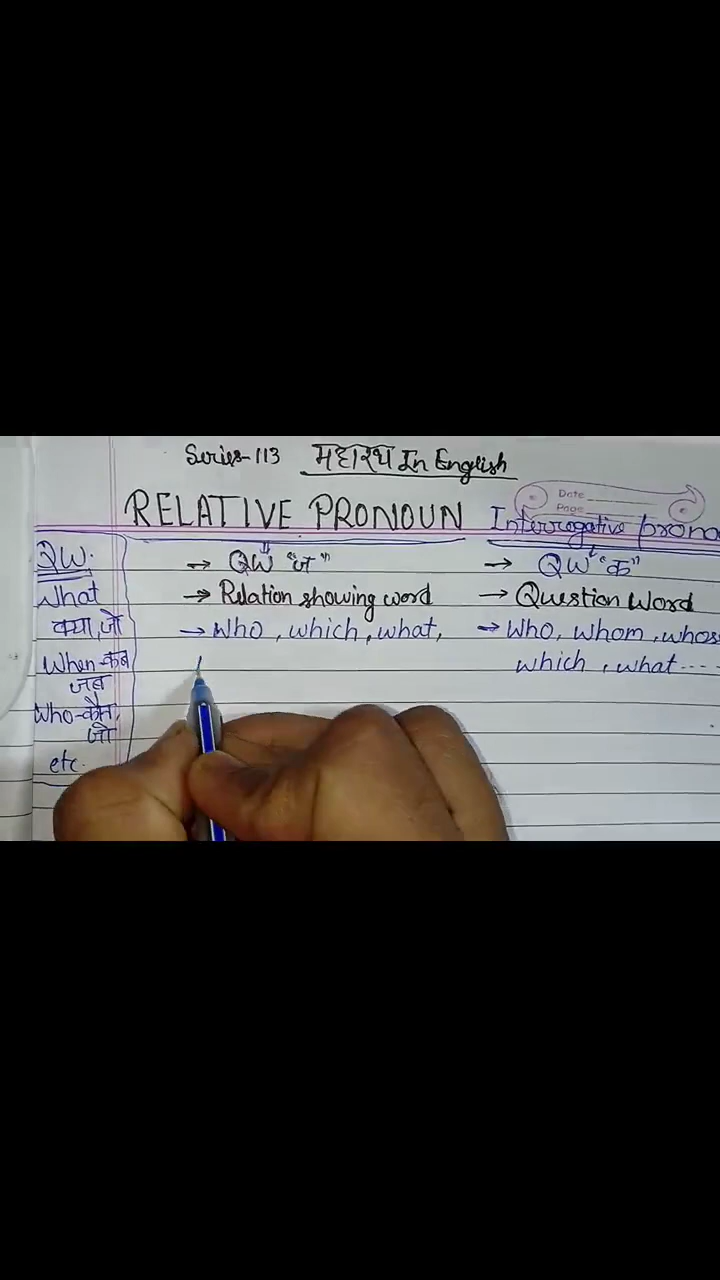 Series-113 महारथ In English
Date
Page
RELATIVE PRONOUN Interrogative prono
QW.
→ QW "ज"
→ QW "क"
What
क्या, जो
→ Relation showing word
→ Question Word
→ Who, which, what,
→ Who, Whom, whos
which, what----
When-कब
जब
Who-कौन,
जो
etc.